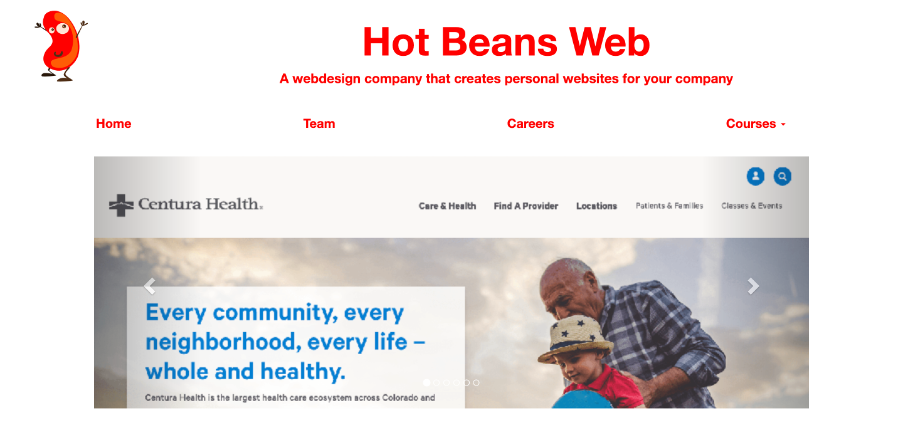 Hot Beans Web
A webdesign company that creates personal websites for your company
Home Team Careers Courses
Centura Health®
Care & Health Find A Provider Locations Patients & Families Classes & Events
Every community, every
neighborhood, every life –
whole and healthy.
Centura Health is the largest health care ecosystem across Colorado and